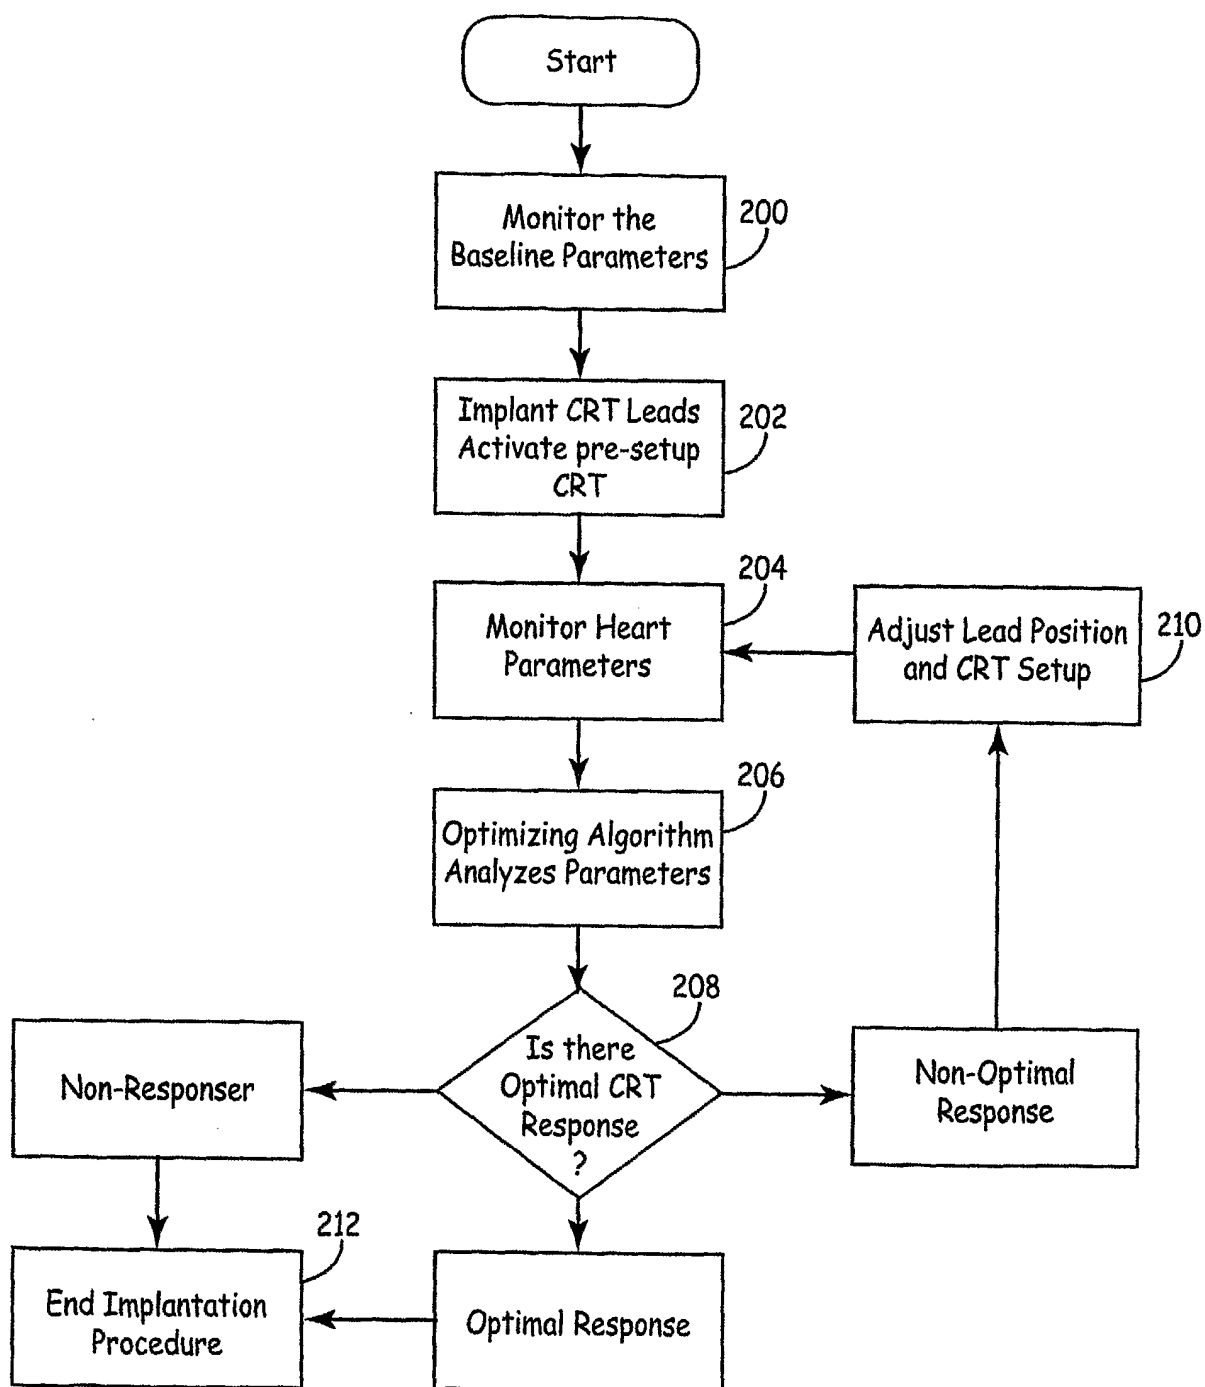 Start
Monitor the
Baseline Parameters
200
Implant CRT Leads
Activate pre-setup
CRT
202
Monitor Heart
Parameters
204
Adjust Lead Position
and CRT Setup
210
Optimizing Algorithm
Analyzes Parameters
206
Is there
Optimal CRT
Response
?
208
Non-Responser
Non-Optimal
Response
End Implantation
Procedure
212
Optimal Response